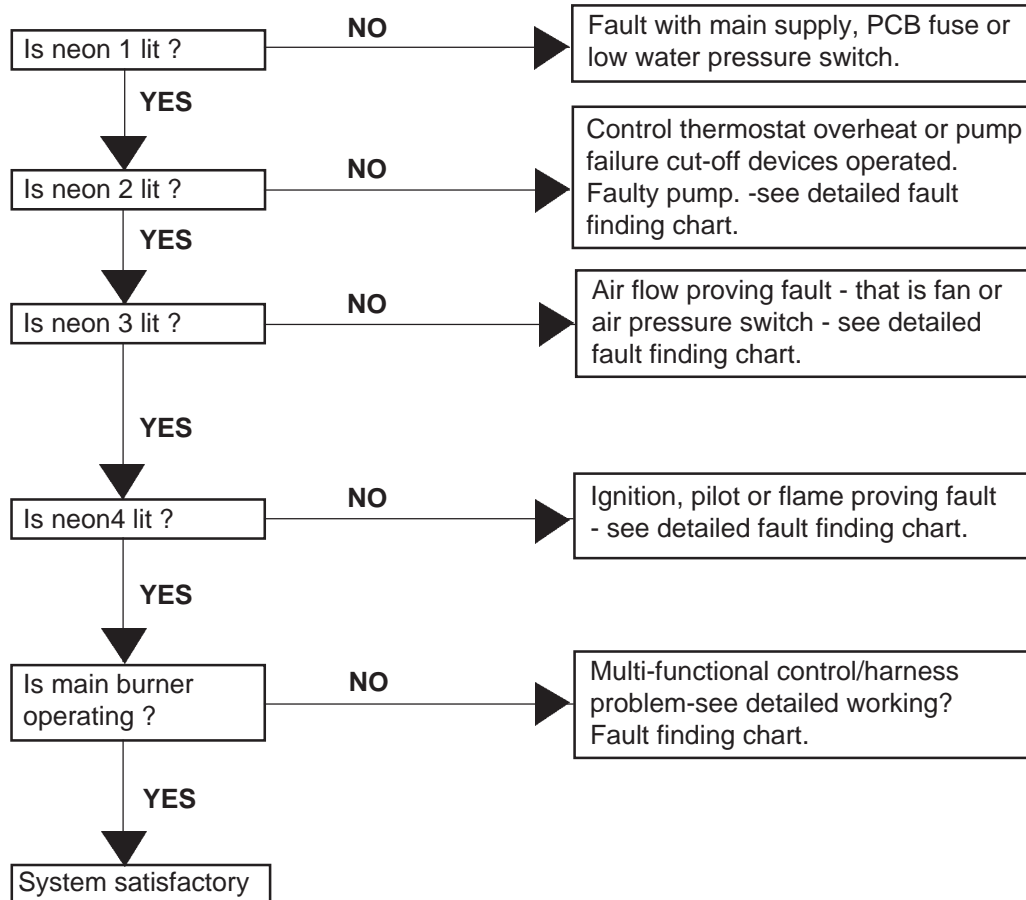 Is neon 1 lit ?
NO
Fault with main supply, PCB fuse or
low water pressure switch.
YES
Is neon 2 lit ?
NO
Control thermostat overheat or pump
failure cut-off devices operated.
Faulty pump. -see detailed fault
finding chart.
YES
Is neon 3 lit ?
NO
Air flow proving fault - that is fan or
air pressure switch - see detailed
fault finding chart.
YES
Is neon4 lit ?
NO
Ignition, pilot or flame proving fault
- see detailed fault finding chart.
YES
Is main burner
operating ?
NO
Multi-functional control/harness
problem-see detailed working?
Fault finding chart.
YES
System satisfactory